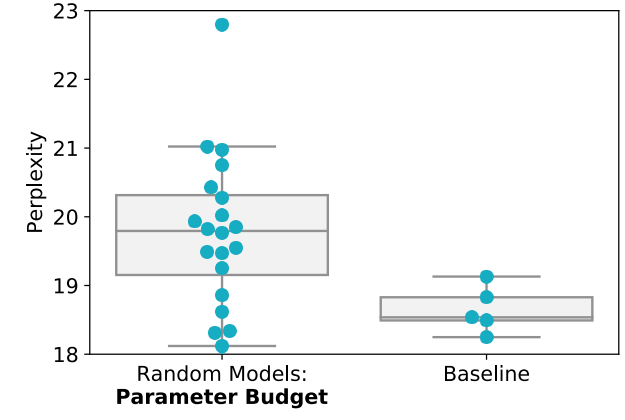 23
22
21
20
19
18
Perplexity
Random Models:
Parameter Budget
Baseline